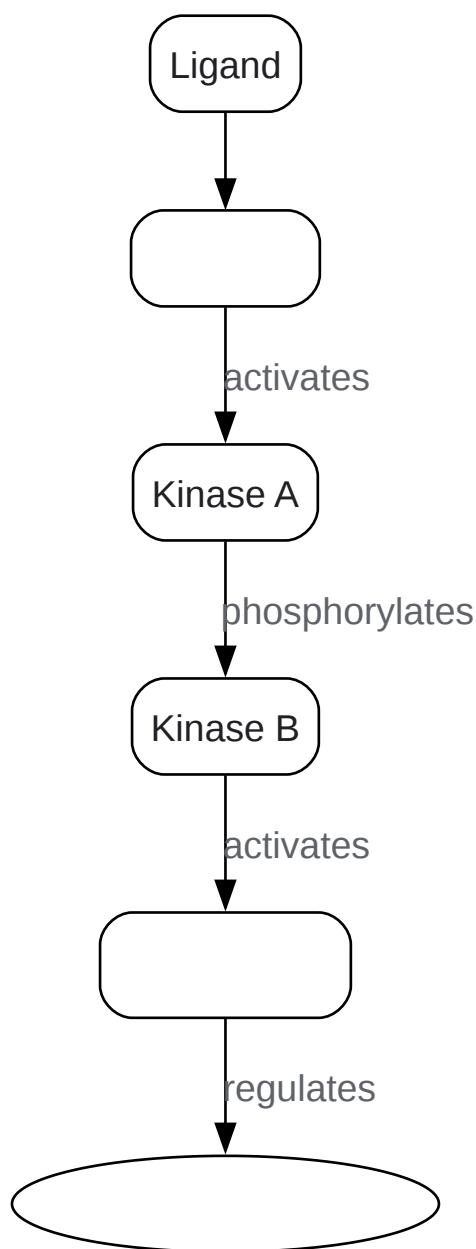 Ligand
activates
Kinase A
phosphorylates
Kinase B
activates
regulates